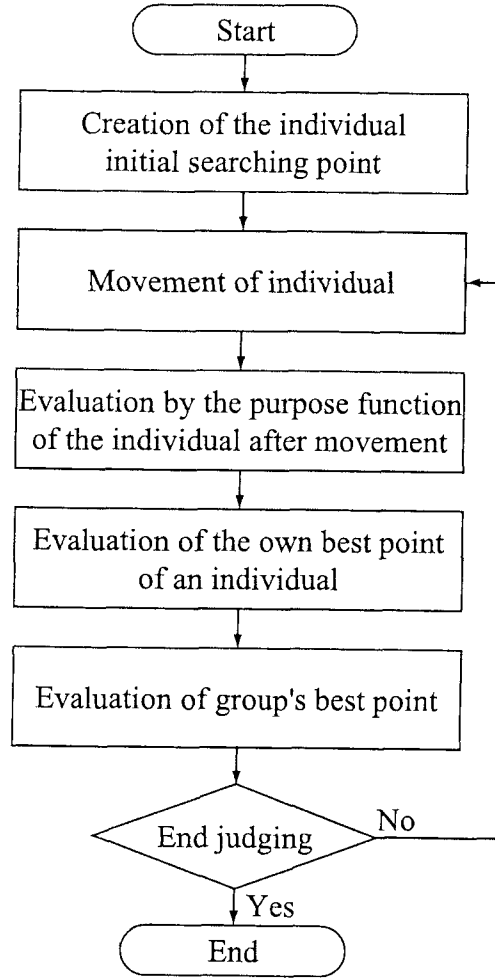 Start
Creation of the individual
initial searching point
Movement of individual
Evaluation by the purpose function
of the individual after movement
Evaluation of the own best point
of an individual
Evaluation of group's best point
End judging
No
Yes
End